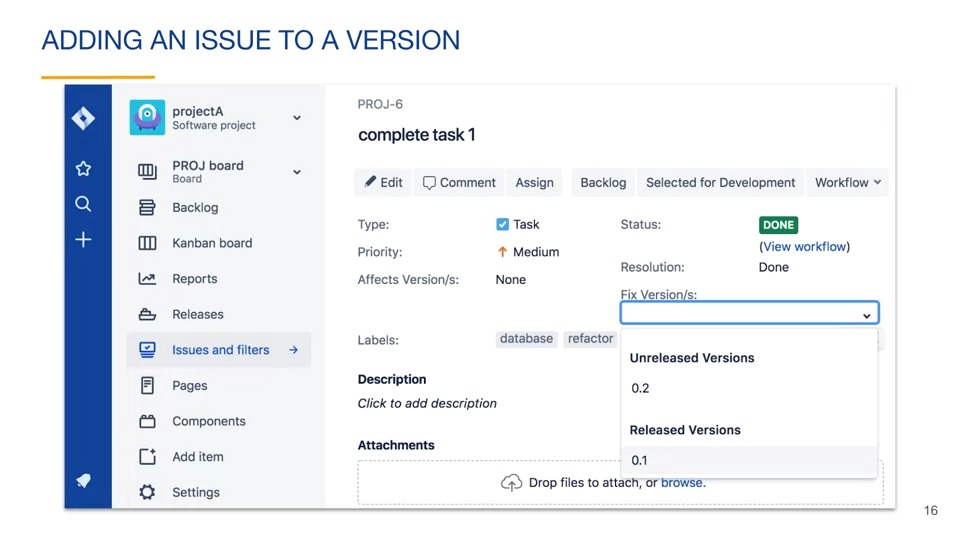 ADDING AN ISSUE TO A VERSION
projectA
Software project
PROJ board
Board
Backlog
Kanban board
Reports
Releases
Issues and filters
Pages
Components
Add item
Settings
PROJ-6
complete task 1
Edit Comment Assign Backlog Selected for Development Workflow
Type: Task
Priority: Medium
Affects Version/s: None
Labels: database refactor
Status: DONE
(View workflow)
Resolution: Done
Fix Version/s:
Unreleased Versions
0.2
Released Versions
0.1
Description
Click to add description
Attachments
Drop files to attach, or browse.
16